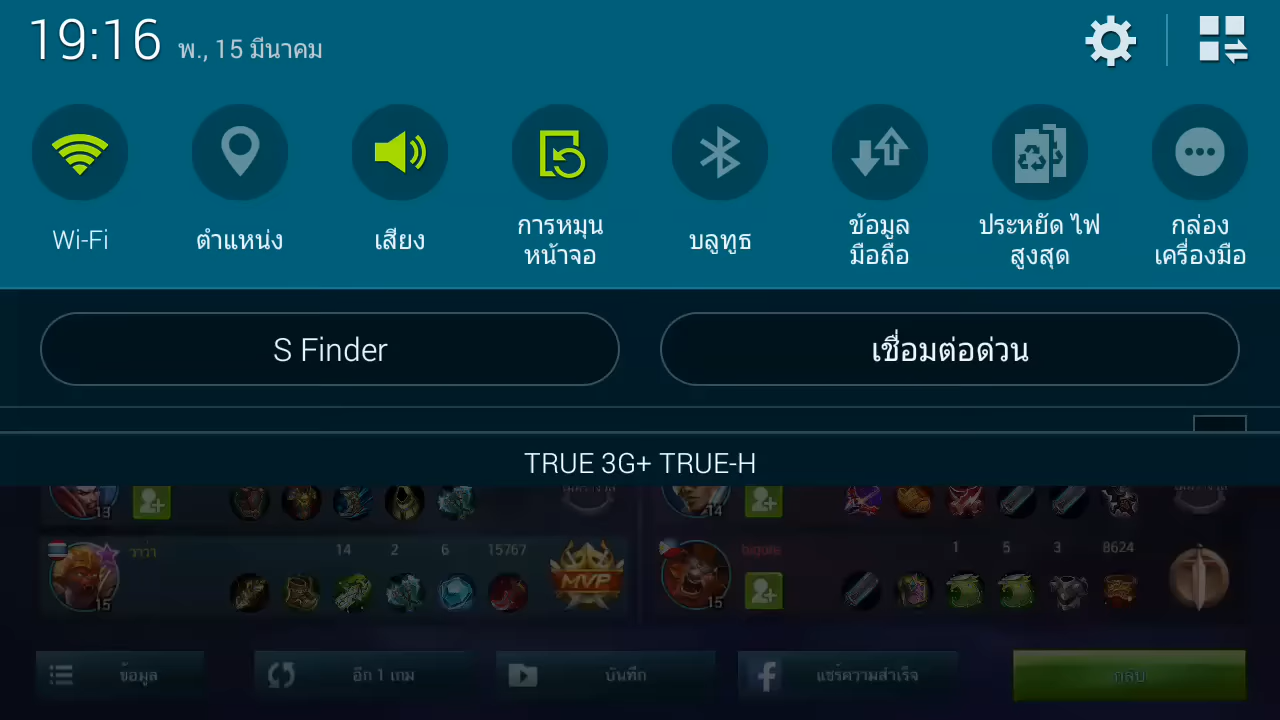 19:16 พ., 15 มีนาคม
Wi-Fi
ตำแหน่ง
เสียง
การหมุน
หน้าจอ
บลูทูธ
ข้อมูล
มือถือ
ประหยัด ไฟ
สูงสุด
กล่อง
เครื่องมือ
S Finder
เชื่อมต่อด่วน
TRUE 3G+ TRUE-H
13
14
วาว่า 14 2 6 15767
MVP
15
1 5 3 8624
15
ข้อมูล
อีก 1 เกม
บันทึก
แชร์ความสำเร็จ
กลับ